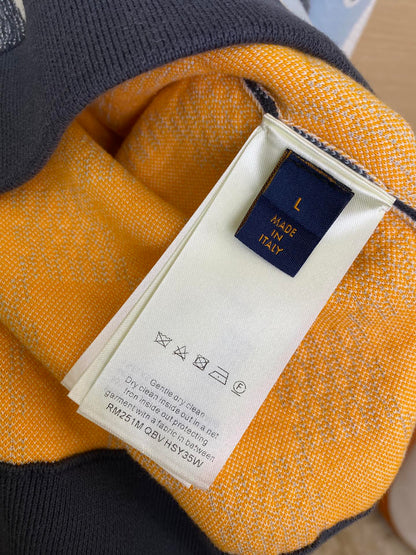 L
MADE
IN
ITALY
F
Gentle dry clean
Dry clean inside out in a net
Iron inside out protecting
garment with a fabric in between
RM251M QBV HSY35W